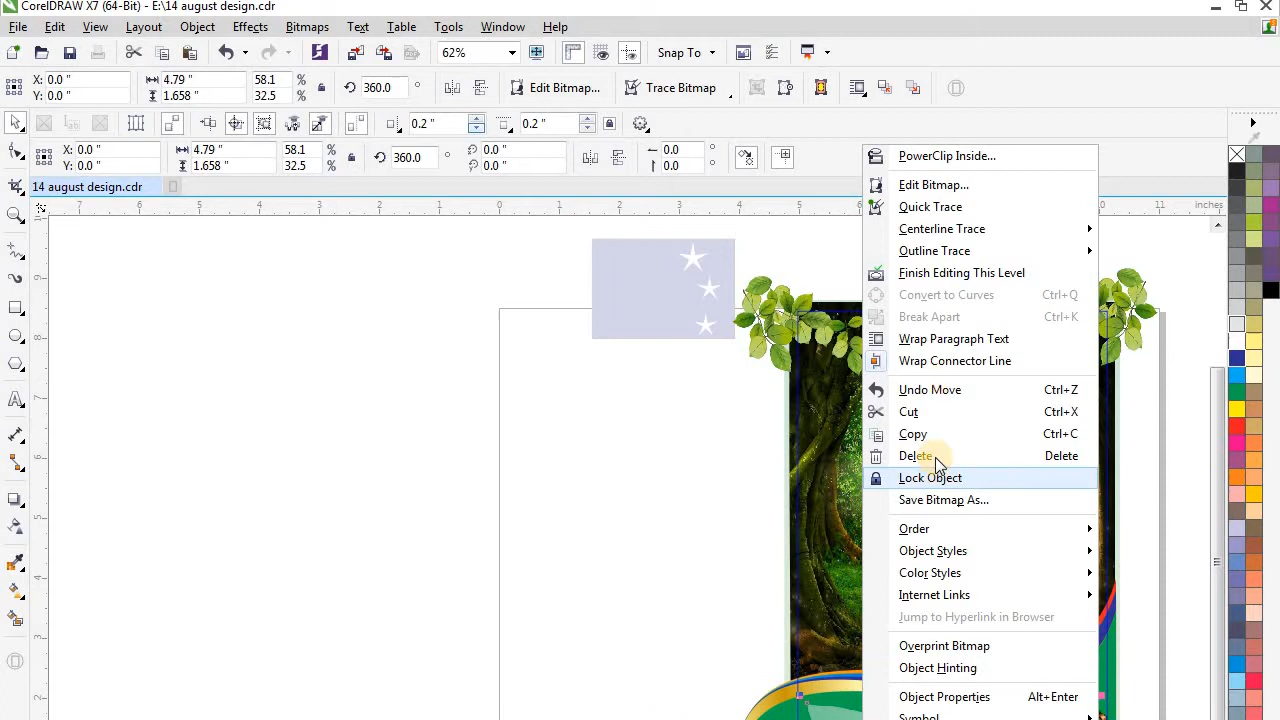 CorelDRAW X7 (64-Bit) - E:\14 august design.cdr
File Edit View Layout Object Effects Bitmaps Text Table Tools Window Help
62% Snap To
X: 0.0 " 4.79 " 58.1 % 360.0 ° Edit Bitmap... Trace Bitmap
Y: 0.0 " 1.658 " 32.5 %
0.2 " 0.2 "
X: 0.0 " 4.79 " 58.1 % 360.0 ° 0.0 " 0.0 °
Y: 0.0 " 1.658 " 32.5 % 0.0 " 0.0 °
14 august design.cdr
7 6 5 4 3 2 1 0 1 2 3 4 5 6 10 11 inches
9
8
7
6
5
4
3
2
PowerClip Inside...
Edit Bitmap...
Quick Trace
Centerline Trace
Outline Trace
Finish Editing This Level
Convert to Curves Ctrl+Q
Break Apart Ctrl+K
Wrap Paragraph Text
Wrap Connector Line
Undo Move Ctrl+Z
Cut Ctrl+X
Copy Ctrl+C
Delete Delete
Lock Object
Save Bitmap As...
Order
Object Styles
Color Styles
Internet Links
Jump to Hyperlink in Browser
Overprint Bitmap
Object Hinting
Object Properties Alt+Enter
Symbol